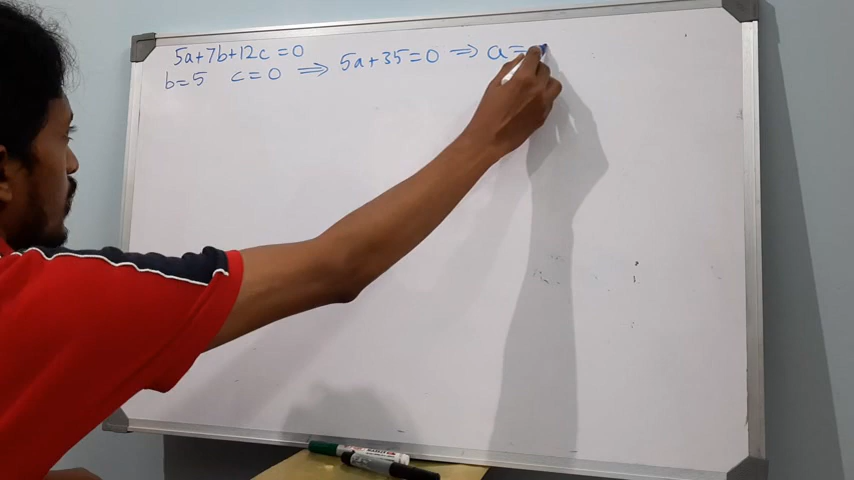 5a+7b+12c=0
b=5 c=0 ⟹ 5a+35=0 ⟹ a=